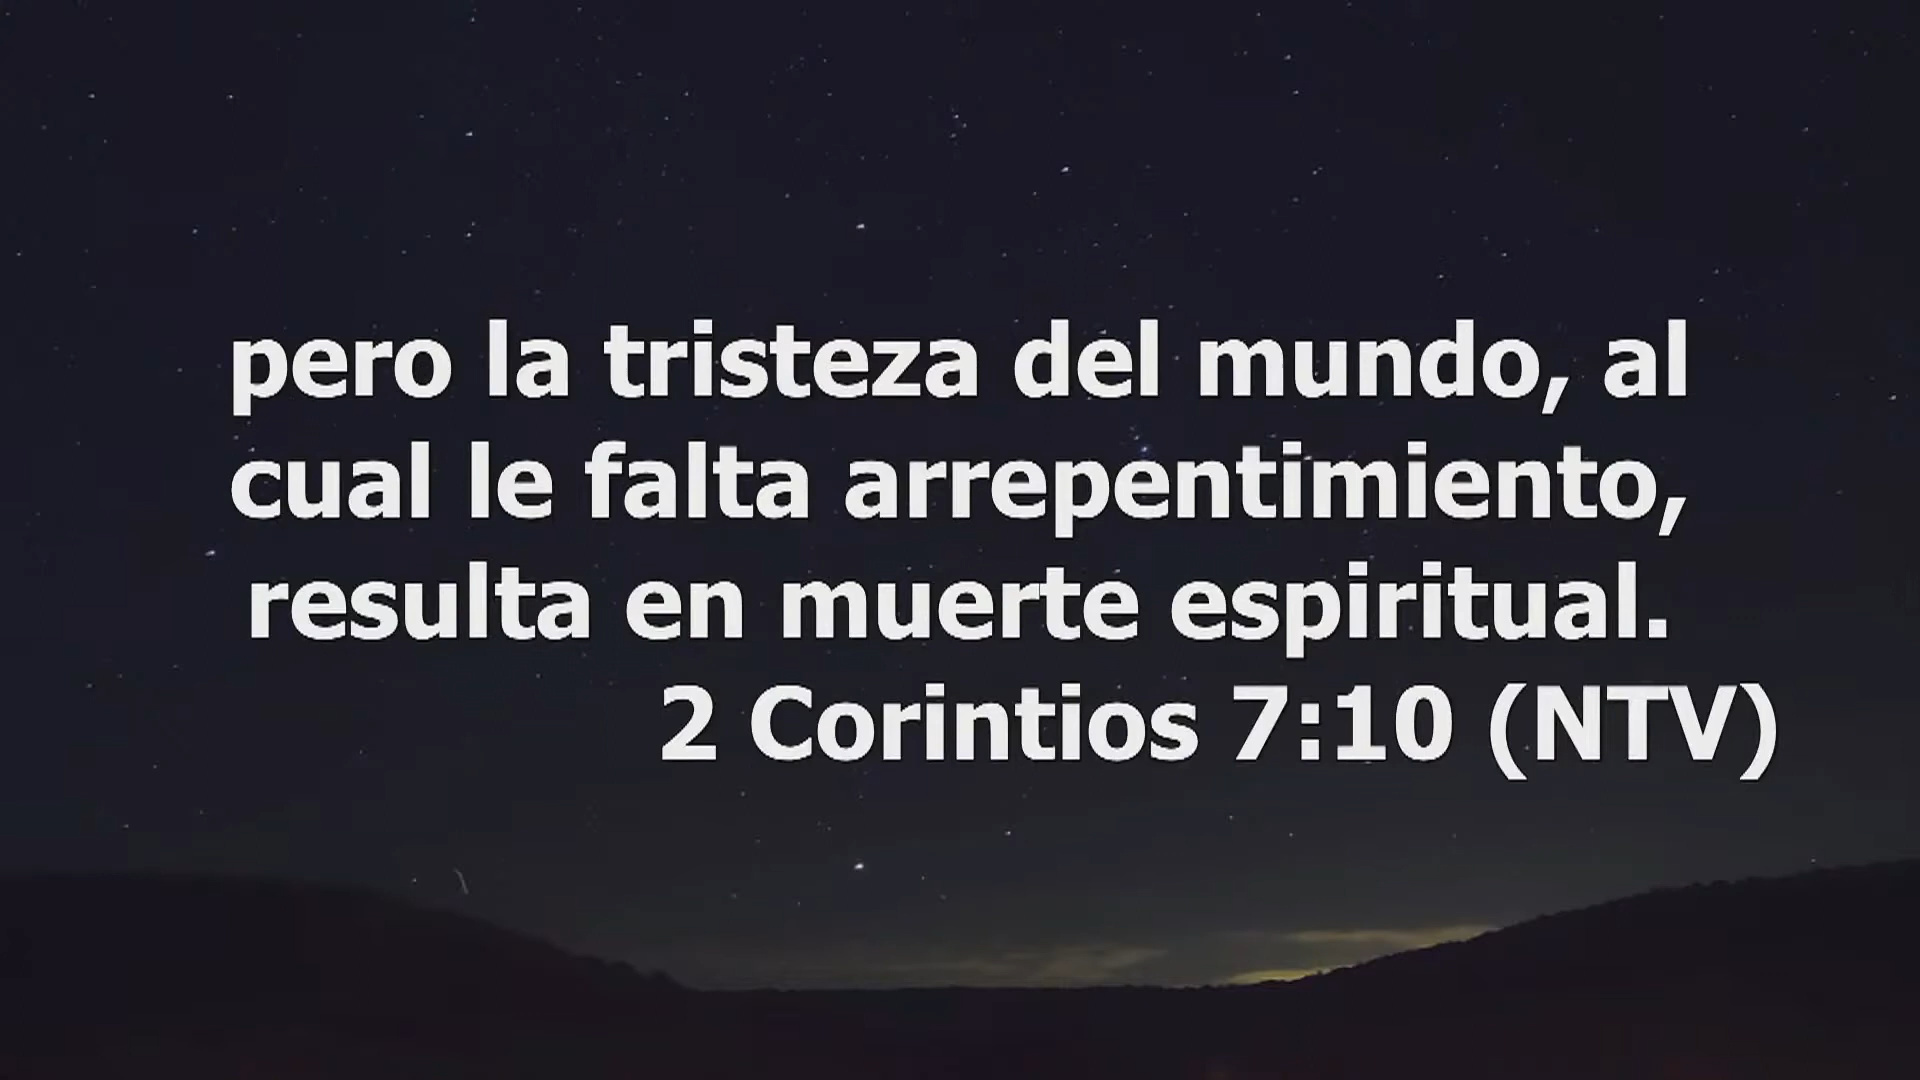 pero la tristeza del mundo, al
cual le falta arrepentimiento,
resulta en muerte espiritual.
2 Corintios 7:10 (NTV)